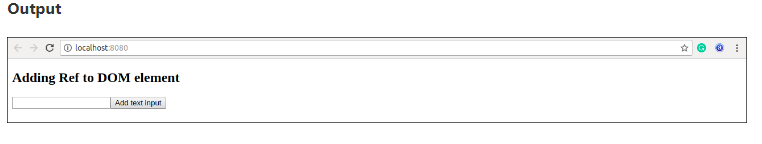 Output
localhost:8080
Adding Ref to DOM element
Add text input